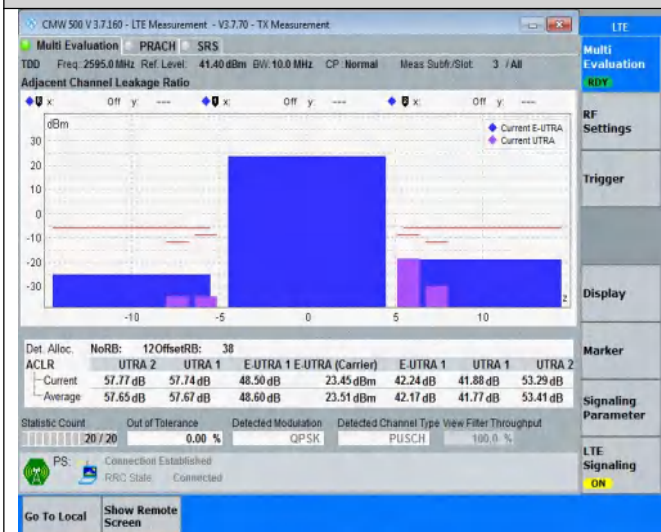 CMW 500 V 3.7.160 - LTE Measurement - V3.7.70 - TX Measurement
LTE
Multi Evaluation PRACH SRS
Multi Evaluation
RDY
TDD Freq: 2595.0 MHz Ref. Level: 41.40 dBm BW: 10.0 MHz CP: Normal Meas Subfr./Slot: 3 / All
Adjacent Channel Leakage Ratio
x: Off y: --- x: Off y: --- x: Off y: ---
RF Settings
dBm
Current E-UTRA
Current UTRA
30
20
10
0
-10
-20
-30
Trigger
z
-10 -5 0 5 10
Display
Det. Alloc. NoRB: 12 OffsetRB: 38
Marker
ACLR UTRA 2 UTRA 1 E-UTRA 1 E-UTRA (Carrier) E-UTRA 1 UTRA 1 UTRA 2
Current 57.77 dB 57.74 dB 48.50 dB 23.45 dBm 42.24 dB 41.88 dB 53.29 dB
Average 57.65 dB 57.67 dB 48.60 dB 23.51 dBm 42.17 dB 41.77 dB 53.41 dB
Signaling Parameter
Statistic Count Out of Tolerance Detected Modulation Detected Channel Type View Filter Throughput
20 / 20 0.00 % QPSK PUSCH 100.0 %
PS: Connection Established
RRC State Connected
LTE Signaling
ON
Go To Local
Show Remote Screen